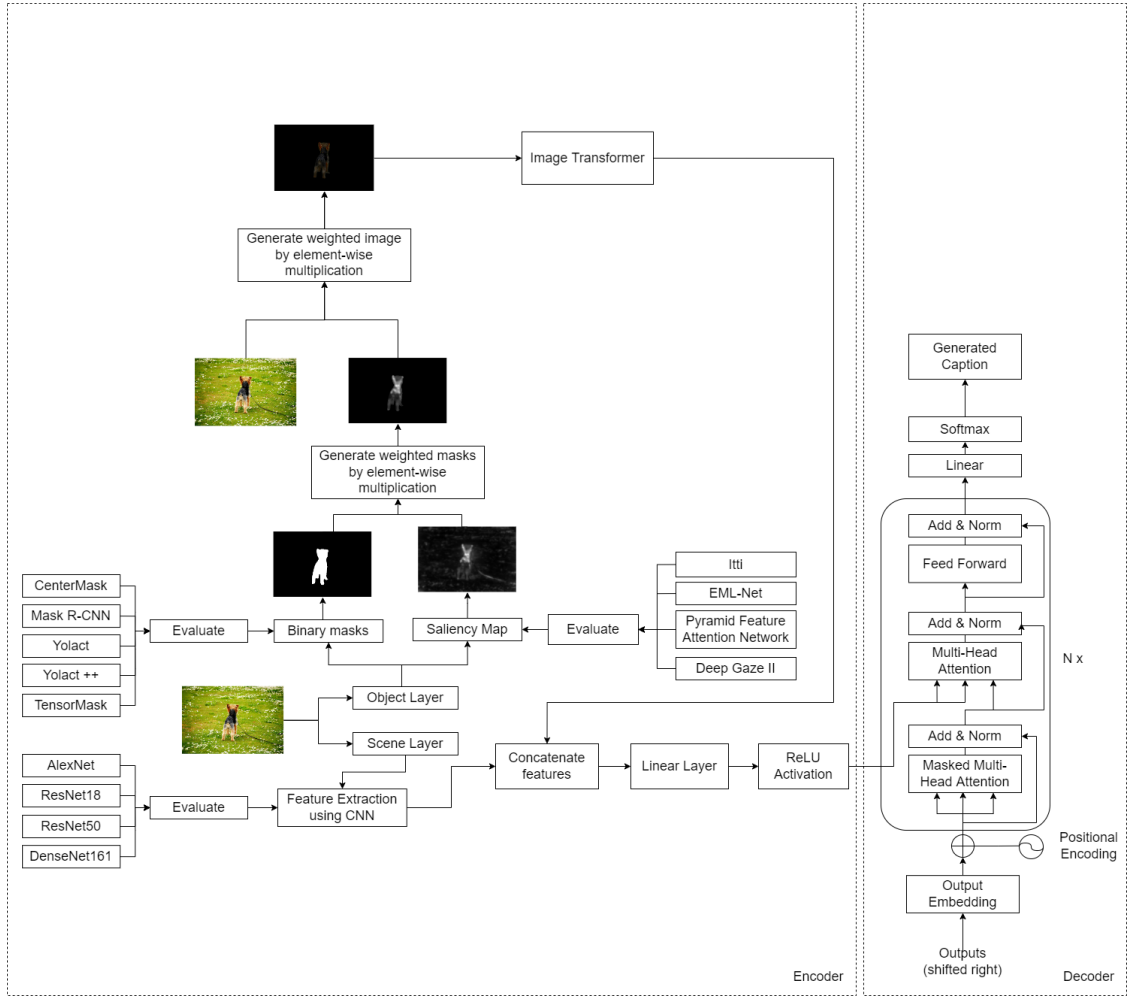 Image Transformer
Generate weighted image
by element-wise
multiplication
Generate weighted masks
by element-wise
multiplication
CenterMask
Mask R-CNN
Yolact
Yolact ++
TensorMask
Evaluate
Binary masks
Saliency Map
Evaluate
Itti
EML-Net
Pyramid Feature
Attention Network
Deep Gaze II
Object Layer
Scene Layer
AlexNet
ResNet18
ResNet50
DenseNet161
Evaluate
Feature Extraction
using CNN
Concatenate
features
Linear Layer
ReLU
Activation
Encoder
Generated
Caption
Softmax
Linear
Add & Norm
Feed Forward
Add & Norm
Multi-Head
Attention
N x
Add & Norm
Masked Multi-
Head Attention
Positional
Encoding
Output
Embedding
Outputs
(shifted right)
Decoder